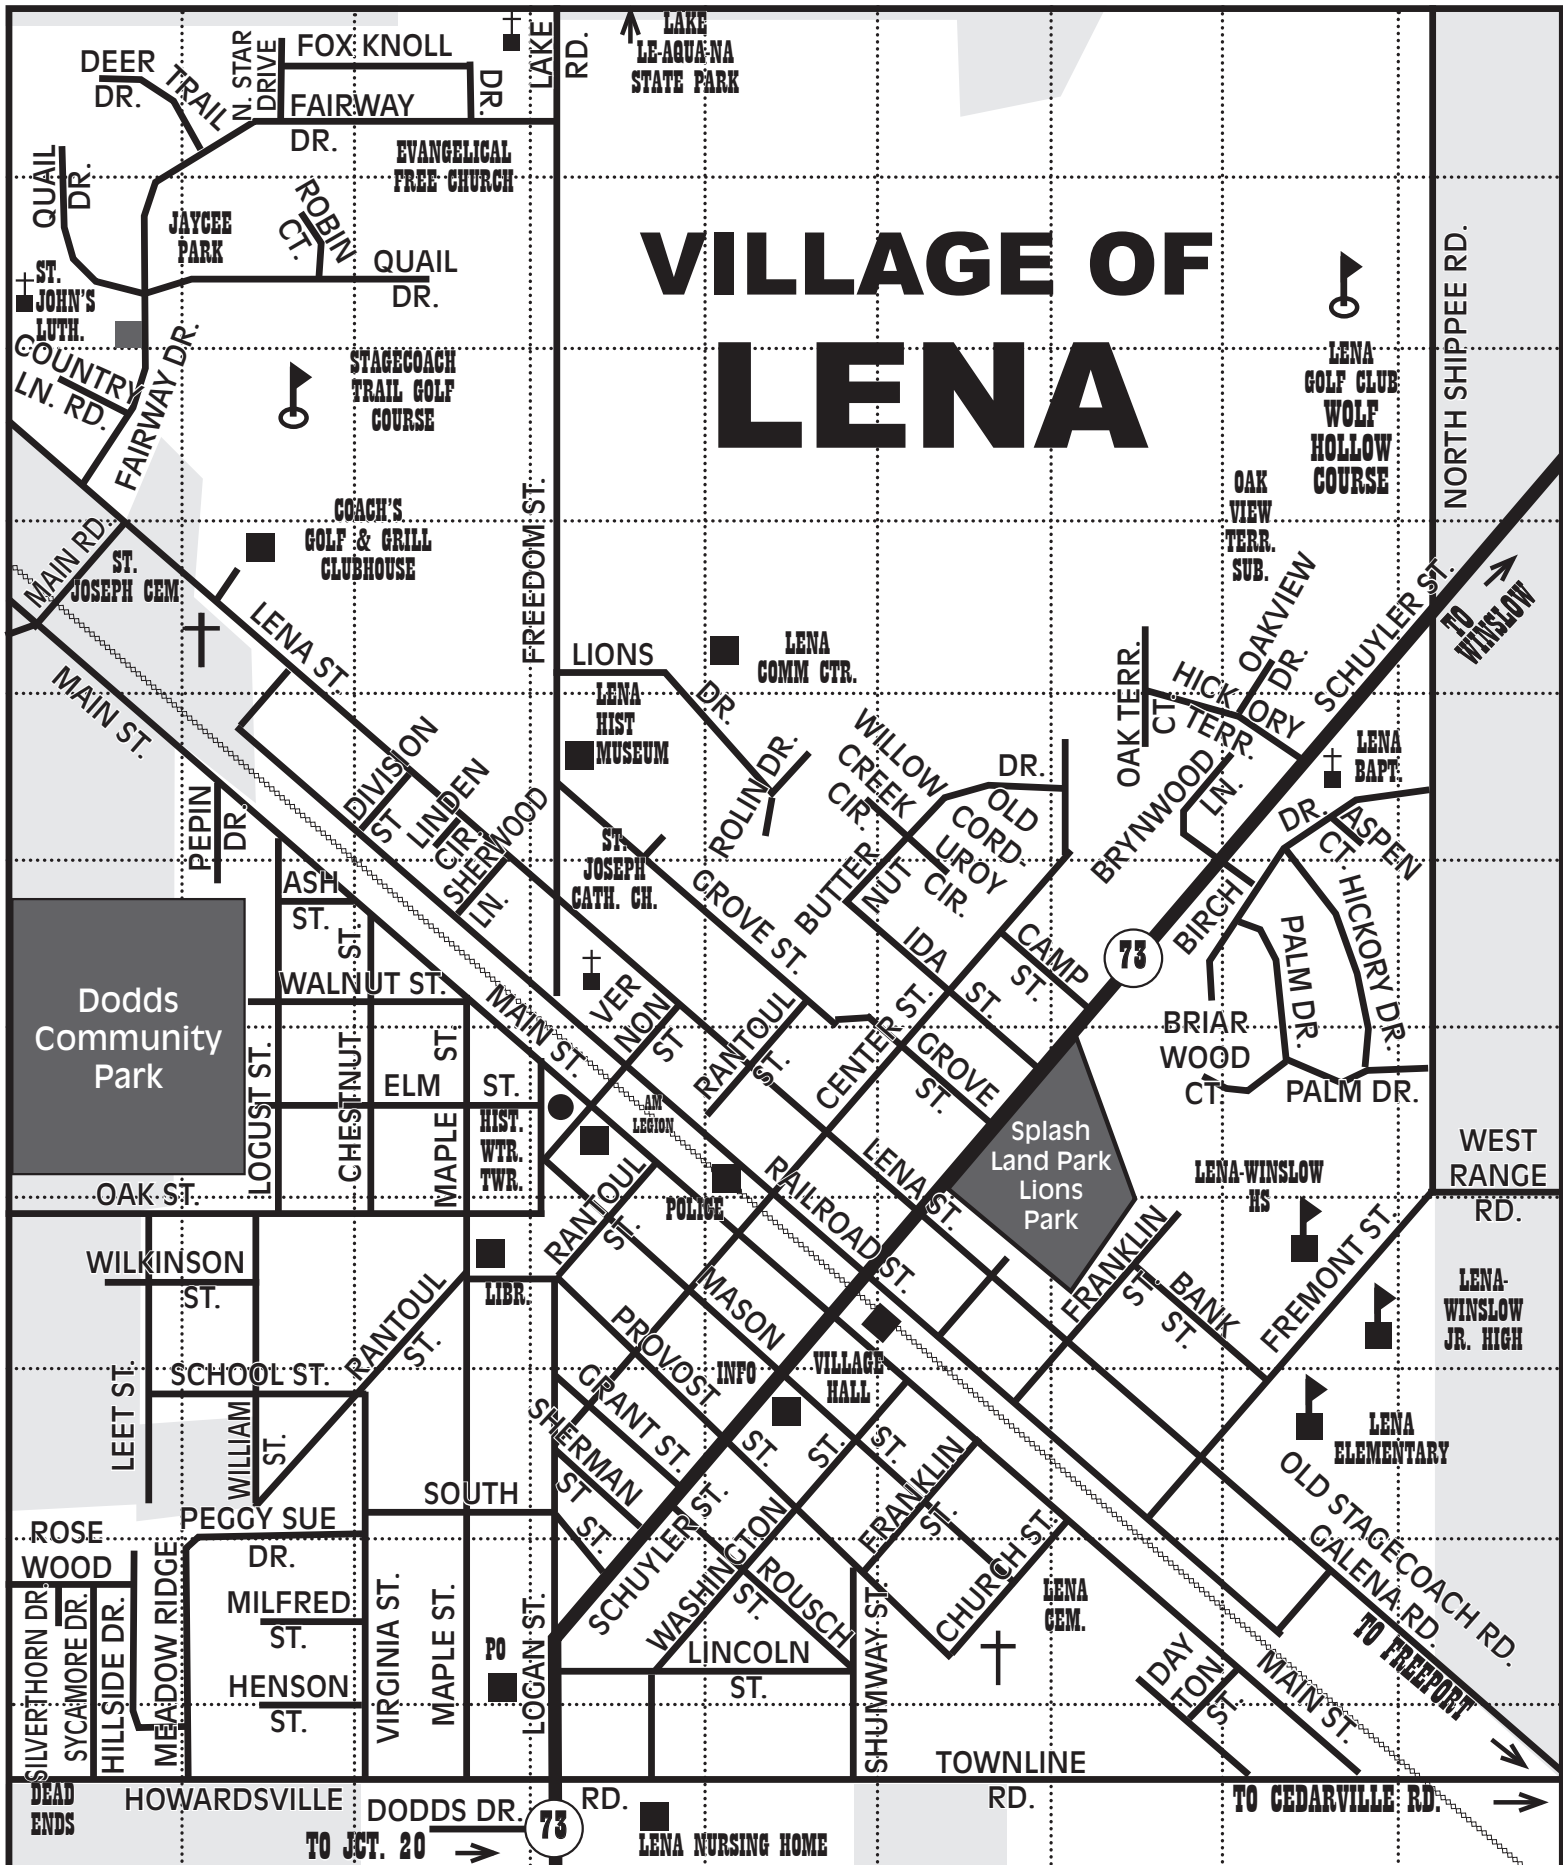 LAKE
LE-AQUA-NA
STATE PARK
LAKE
RD.
DEER
DR.
TRAIL
N. STAR
DRIVE
FOX KNOLL
DR.
FAIRWAY
DR.
EVANGELICAL
FREE CHURCH
QUAIL
DR.
JAYCEE
PARK
ROBIN
CT.
QUAIL
DR.
VILLAGE OF
LENA
ST.
JOHN'S
LUTH.
COUNTRY
LN. RD.
FAIRWAY DR.
STAGECOACH
TRAIL GOLF
COURSE
LENA
GOLF CLUB
WOLF
HOLLOW
COURSE
NORTH SHIPPEE RD.
OAK
VIEW
TERR.
SUB.
COACH'S
GOLF & GRILL
CLUBHOUSE
FREEDOM ST.
MAIN RD.
ST.
JOSEPH CEM
LENA ST.
MAIN ST.
LIONS
DR.
LENA
COMM CTR.
LENA
HIST
MUSEUM
OAK TERR.
CT.
HICK
ORY
TERR.
OAKVIEW
DR.
SCHUYLER ST.
TO
WINSLOW
LENA
BAPT.
DIVISION
ST
LINDEN
CIR.
SHERWOOD
LN.
PEPIN
DR.
ROLIN DR.
WILLOW
CREEK
CIR.
DR.
OLD
CORD-
UROY
CIR.
BUTTER
NUT
BRYNWOOD
LN.
DR.
ASPEN
CT.
ST.
JOSEPH
CATH. CH.
GROVE ST.
ASH
ST.
ST.
WALNUT ST.
IDA
ST.
CAMP
ST.
73
BIRCH
PALM DR.
HICKORY DR.
BRIAR
WOOD
CT.
PALM DR.
Dodds
Community
Park
MAIN ST.
VER
NON
ST
RANTOUL
ST.
CENTER ST.
GROVE
ST.
LOGUST ST.
CHESTNUT
MAPLE
ST.
ELM
ST.
HIST.
WTR.
TWR.
AM
LEGION
Splash
Land Park
Lions
Park
WEST
RANGE
RD.
OAK ST.
POLICE
RAILROAD ST.
LENA ST.
LENA-WINSLOW
HS
WILKINSON
ST.
LIBR.
RANTOUL
ST.
MASON
FRANKLIN
ST.
BANK
ST.
FREMONT ST.
LENA-
WINSLOW
JR. HIGH
RANTOUL
ST.
PROVOST
ST.
INFO
VILLAGE
HALL
LEET ST.
SCHOOL ST.
WILLIAM
ST.
GRANT ST.
SHERMAN
ST
ST.
ST.
ST.
LENA
ELEMENTARY
SOUTH
ST.
SCHUYLER ST.
FRANKLIN
OLD STAGECOACH RD.
GALENA RD.
ROSE
WOOD
PEGGY SUE
DR.
WASHINGTON
ST.
ROUSCH
CHURCH ST.
LENA
CEM.
SILVERTHORN DR.
SYCAMORE DR.
HILLSIDE DR.
MEADOW RIDGE
MILFRED
ST.
HENSON
ST.
VIRGINIA ST.
MAPLE ST.
PO
LOGAN ST.
LINCOLN
ST.
SHUMWAY ST.
DAY
TON
ST.
MAIN ST.
TO FREEPORT
DEAD
ENDS
HOWARDSVILLE
RD.
TOWNLINE
RD.
DODDS DR.
73
TO JCT. 20
LENA NURSING HOME
TO CEDARVILLE RD.